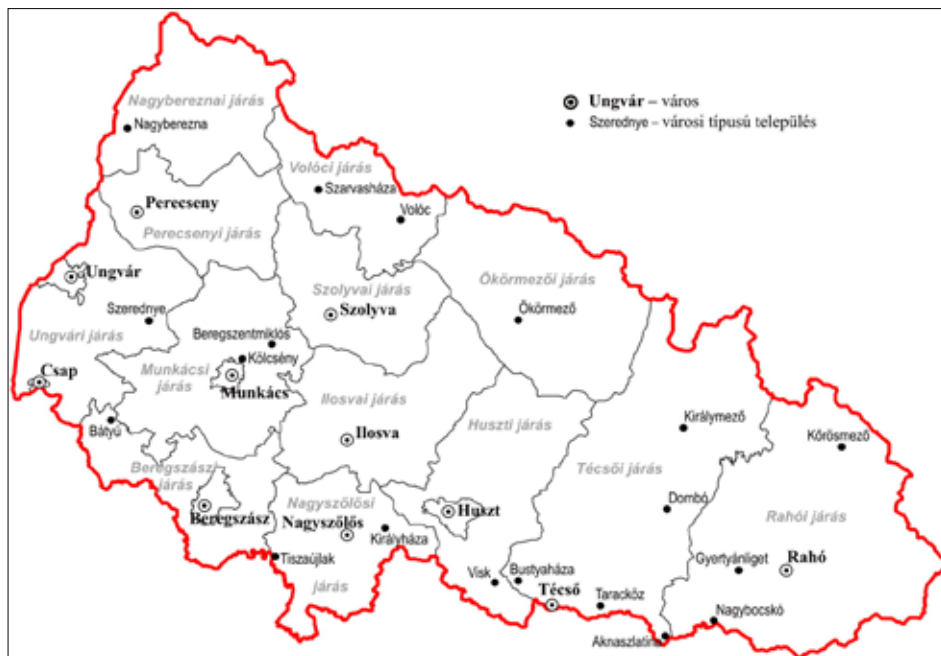 Nagybereznai járás
Nagyberezna
Ungvár – város
Szerednye – városi típusú település
Volóci járás
Szarvasháza
Volóc
Perecseny
Perecsenyi járás
Ungvár
Szolyvai járás
Szolyva
Ökörmezői járás
Ökörmező
Szerednye
Ungvári járás
Beregszentmiklós
Kölcsény
Munkácsi
járás
Munkács
Csap
Ilosvai járás
Ilosva
Bátyú
Huszti járás
Királymező
Kőrösmező
Técsői járás
Beregszászi
járás
Beregszász
Nagyszőlősi
Nagyszőlős
Királyháza
járás
Tiszaújlak
Huszt
Dombó
Rahói járás
Gyertyánliget
Rahó
Visk
Bustyaháza
Técső
Taracköz
Nagybocskó
Aknaszlatina